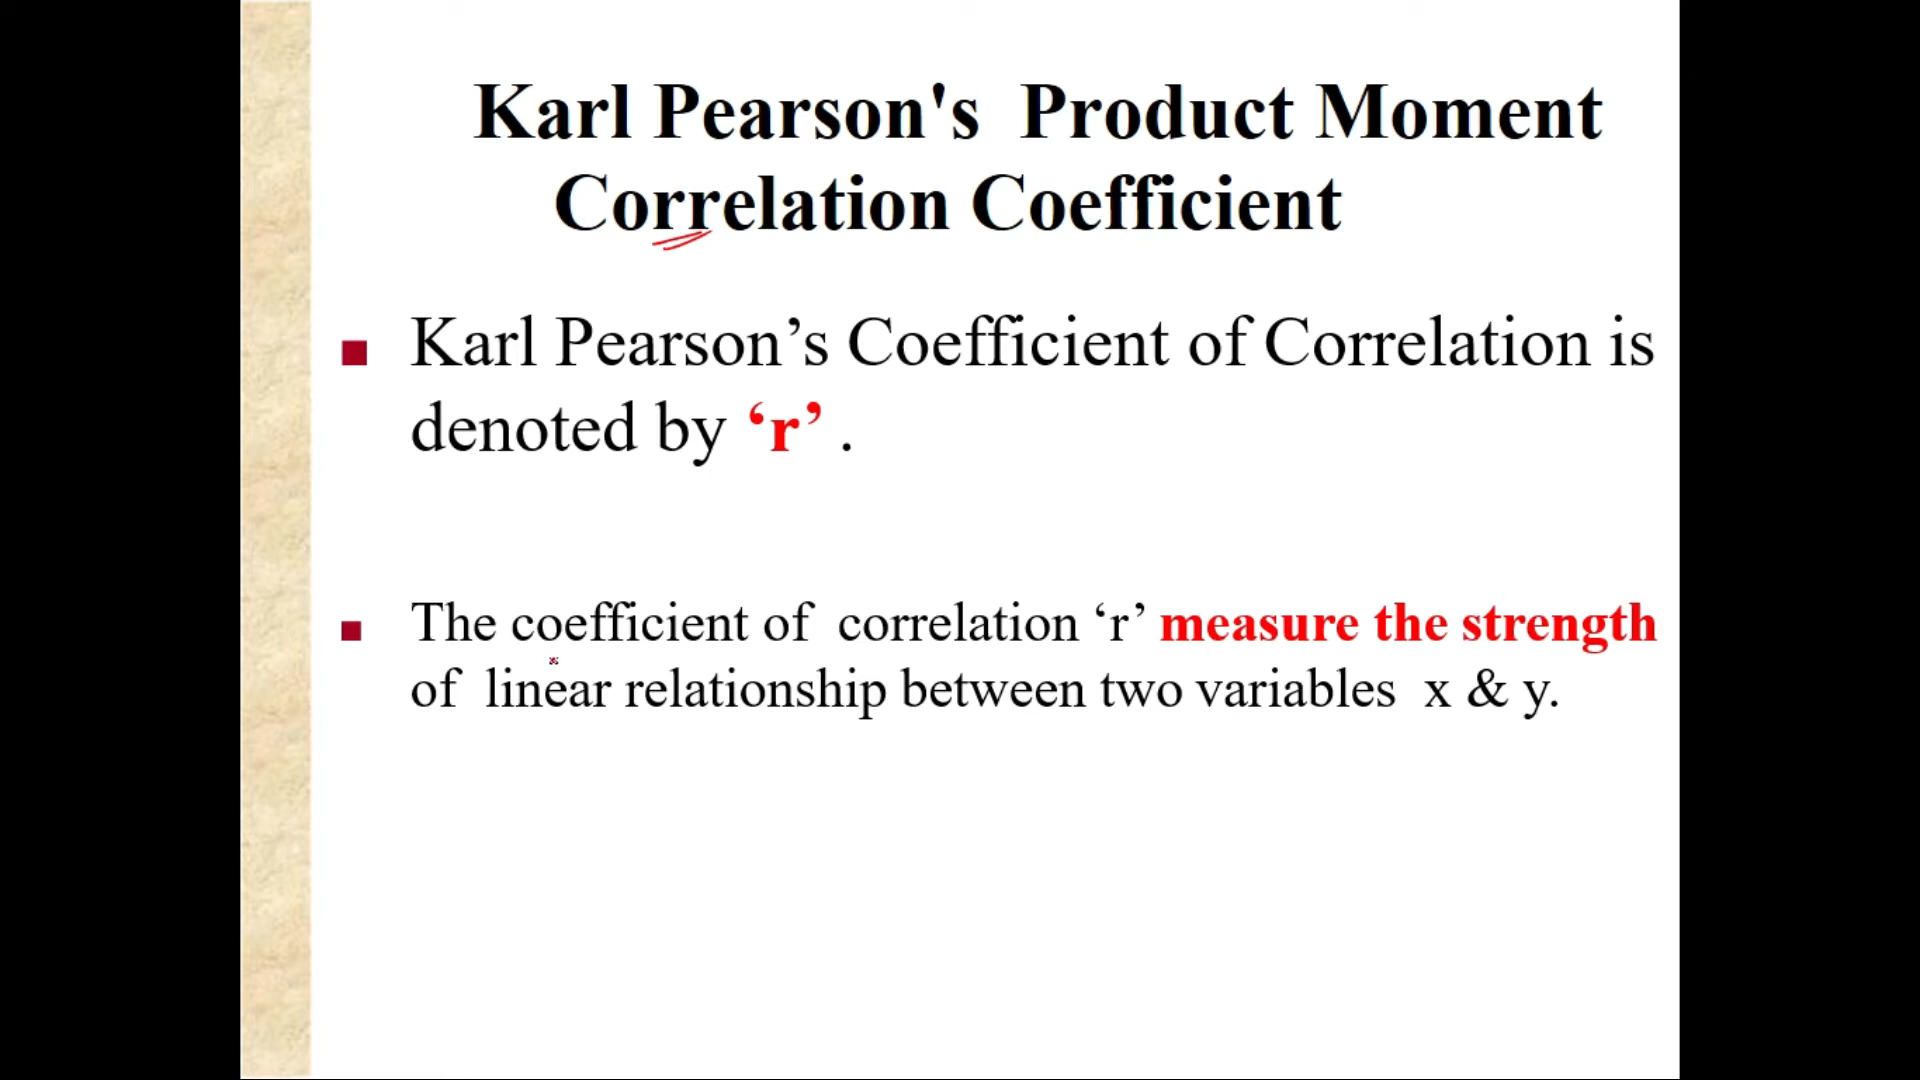 Karl Pearson's Product Moment
Correlation Coefficient
Karl Pearson’s Coefficient of Correlation is
denoted by ‘r’ .
The coefficient of correlation ‘r’ measure the strength
of linear relationship between two variables x & y.